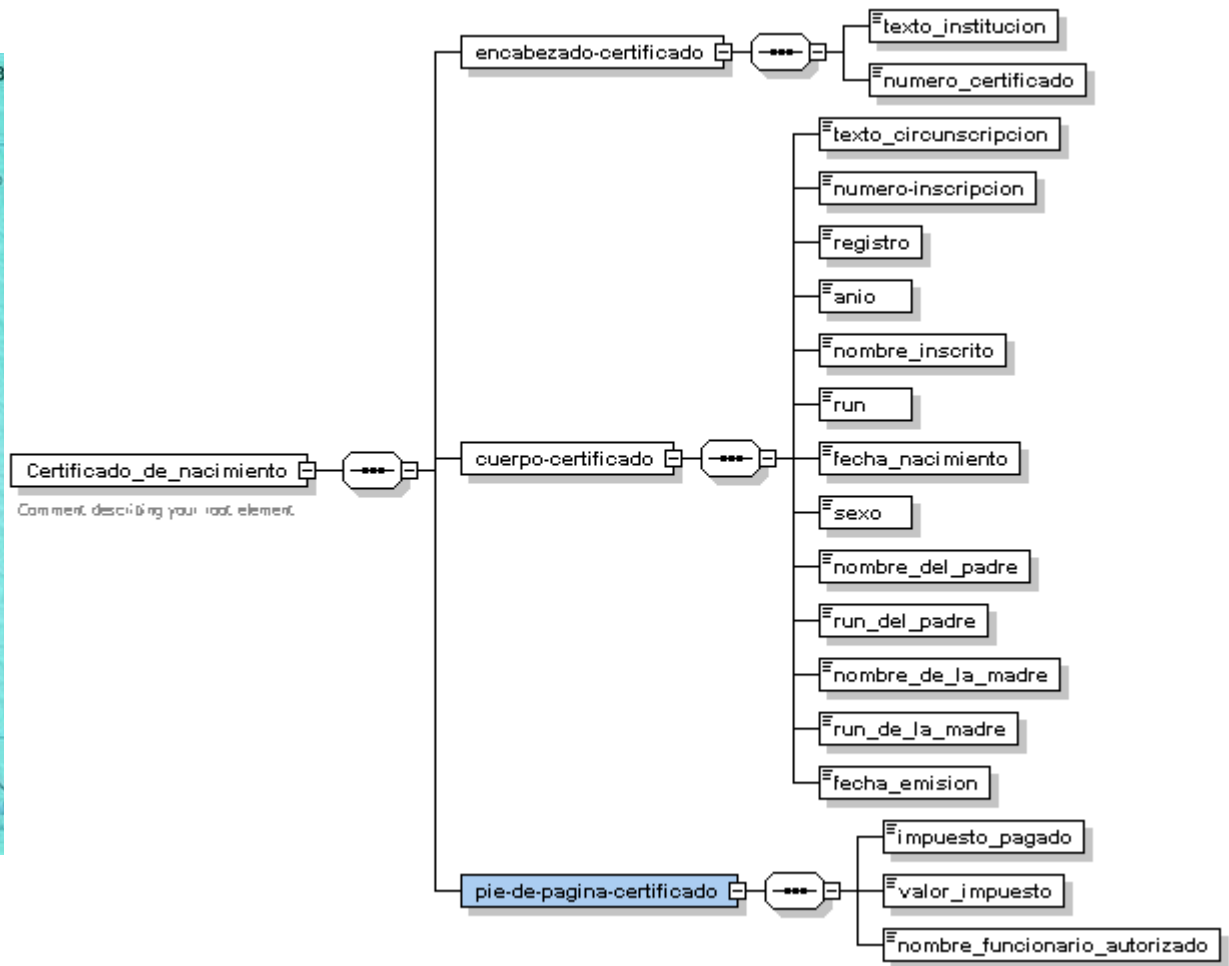 encabezado-certificado
texto_institucion
numero_certificado
texto_circunscripcion
numero-inscripcion
registro
anio
nombre_inscrito
run
Certificado_de_nacimiento
Comment describing your root element
cuerpo-certificado
fecha_nacimiento
sexo
nombre_del_padre
run_del_padre
nombre_de_la_madre
run_de_la_madre
fecha_emision
pie-de-pagina-certificado
impuesto_pagado
valor_impuesto
nombre_funcionario_autorizado